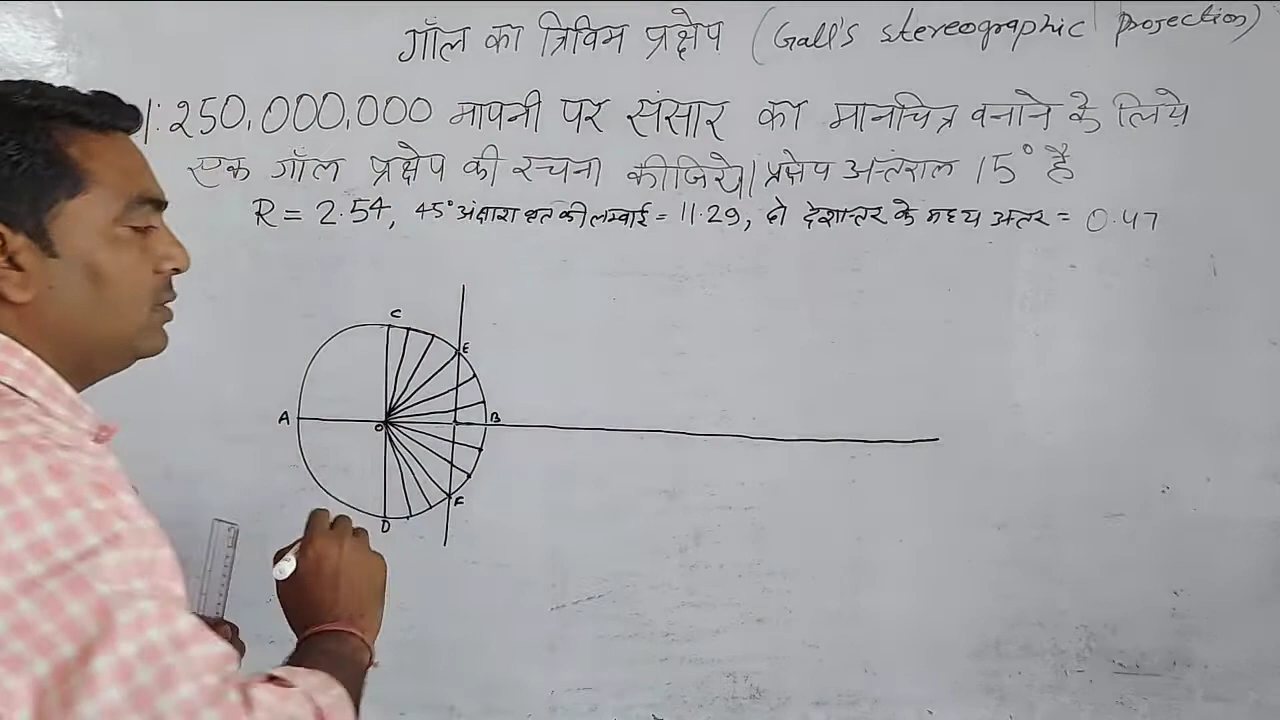 गॉल का त्रिविम प्रक्षेप (Gall's stereographic projection)
1:250,000,000 मापनी पर संसार का मानचित्र बनाने के लिये
एक गॉल प्रक्षेप की रचना कीजिये। प्रक्षेप अन्तराल 15° है
R = 2.54, 45° अक्षांश वृत की लम्बाई = 11.29, दो देशान्तर के मध्य अन्तर = 0.47
C
E
A
O
B
F
D